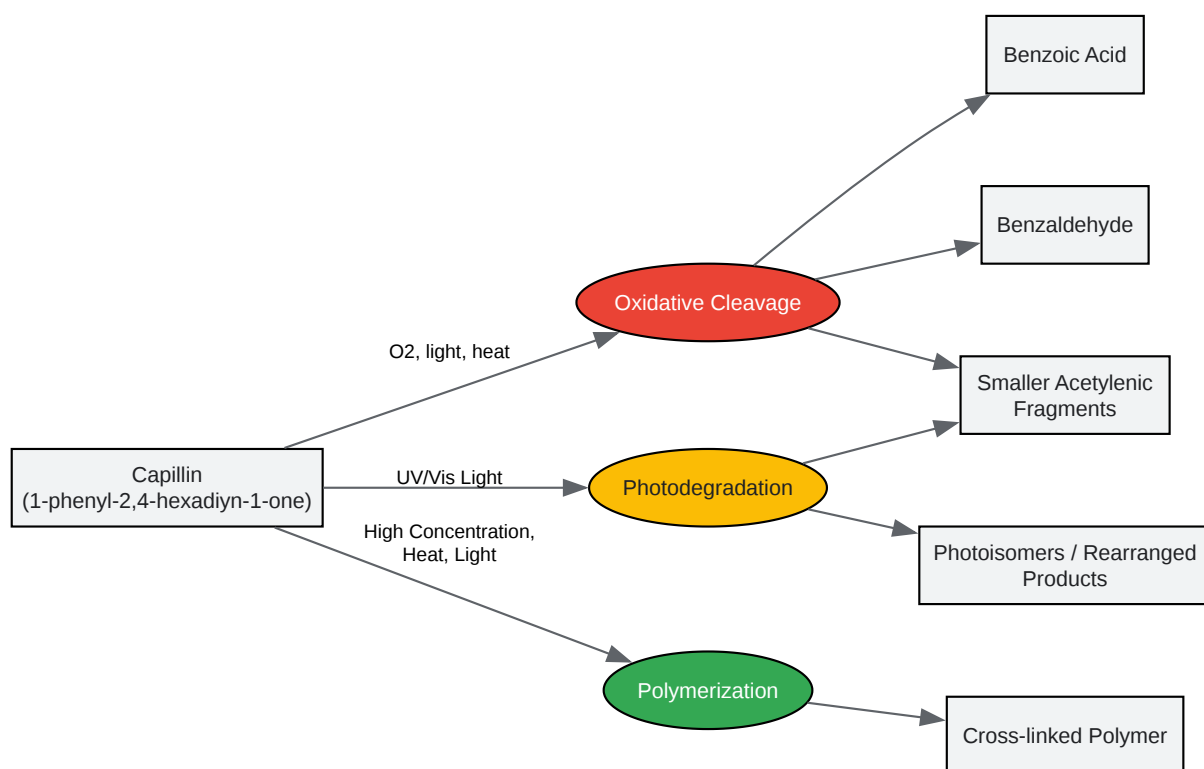 Benzoic Acid
Benzaldehyde
Oxidative Cleavage
O2, light, heat
Smaller Acetylenic
Fragments
Capillin
(1-phenyl-2,4-hexadiyn-1-one)
UV/Vis Light
Photodegradation
High Concentration,
Heat, Light
Photoisomers / Rearranged
Products
Polymerization
Cross-linked Polymer